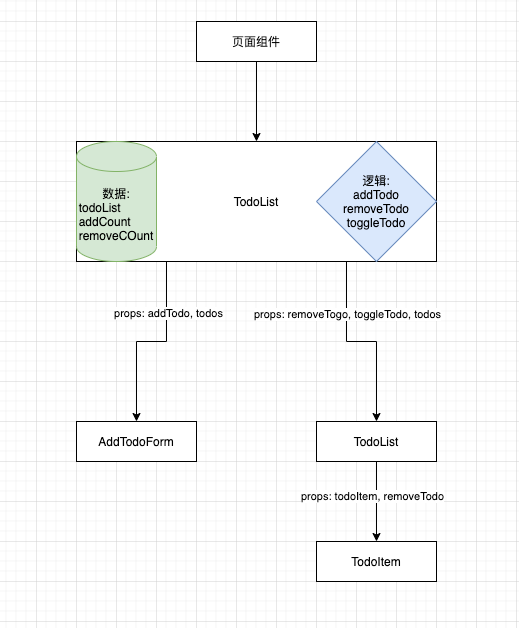 页面组件
数据:
todoList
addCount
removeCOunt
TodoList
逻辑:
addTodo
removeTodo
toggleTodo
props: addTodo, todos
props: removeTogo, toggleTodo, todos
AddTodoForm
TodoList
props: todoItem, removeTodo
TodoItem